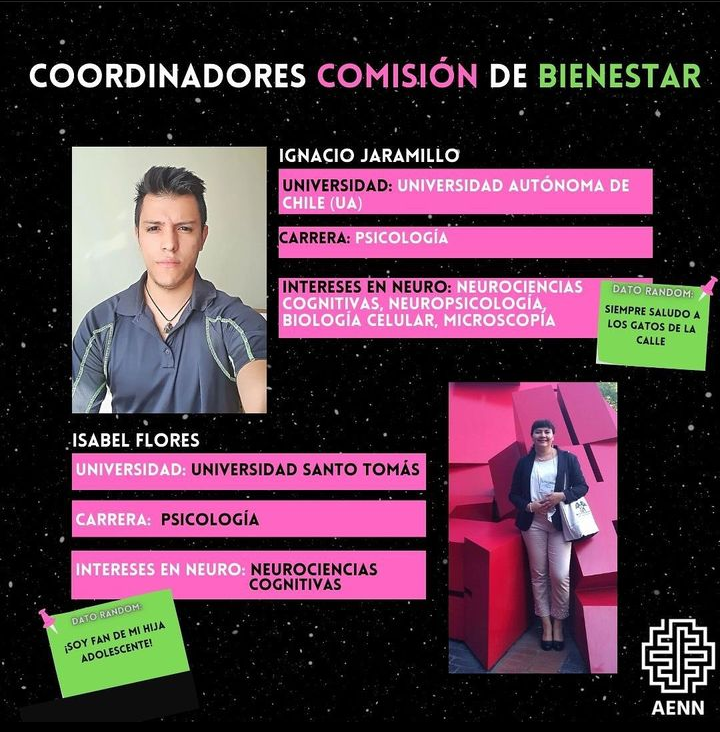 COORDINADORES COMISIÓN DE BIENESTAR
IGNACIO JARAMILLO
UNIVERSIDAD: UNIVERSIDAD AUTÓNOMA DE
CHILE (UA)
CARRERA: PSICOLOGÍA
INTERESES EN NEURO: NEUROCIENCIAS
COGNITIVAS, NEUROPSICOLOGÍA,
BIOLOGÍA CELULAR, MICROSCOPÍA
DATO RANDOM:
SIEMPRE SALUDO A
LOS GATOS DE LA
CALLE
ISABEL FLORES
UNIVERSIDAD: UNIVERSIDAD SANTO TOMÁS
CARRERA: PSICOLOGÍA
INTERESES EN NEURO: NEUROCIENCIAS
COGNITIVAS
DATO RANDOM:
¡SOY FAN DE MI HIJA
ADOLESCENTE!
AENN